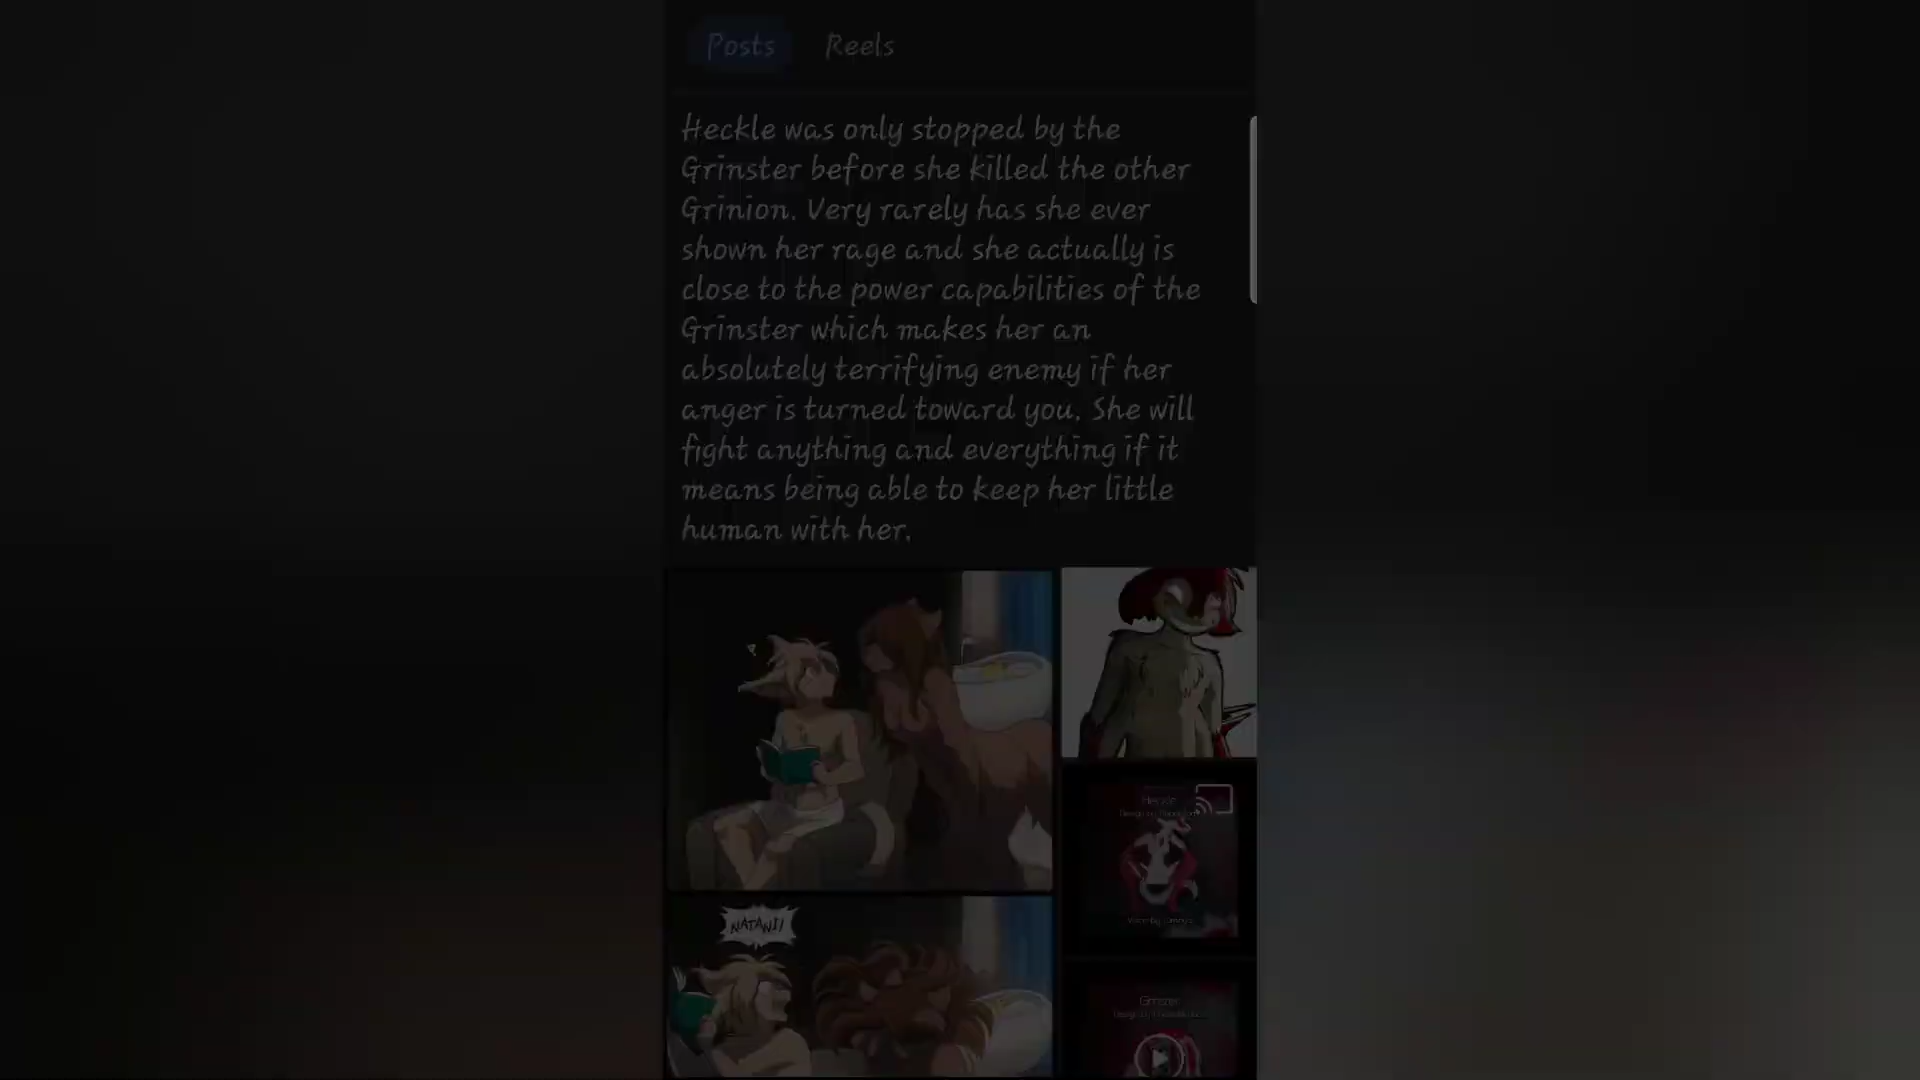 Posts Reels
Heckle was only stopped by the
Grinster before she killed the other
Grinion. Very rarely has she ever
shown her rage and she actually is
close to the power capabilities of the
Grinster which makes her an
absolutely terrifying enemy if her
anger is turned toward you. She will
fight anything and everything if it
means being able to keep her little
human with her.
NATANI!
Grinster